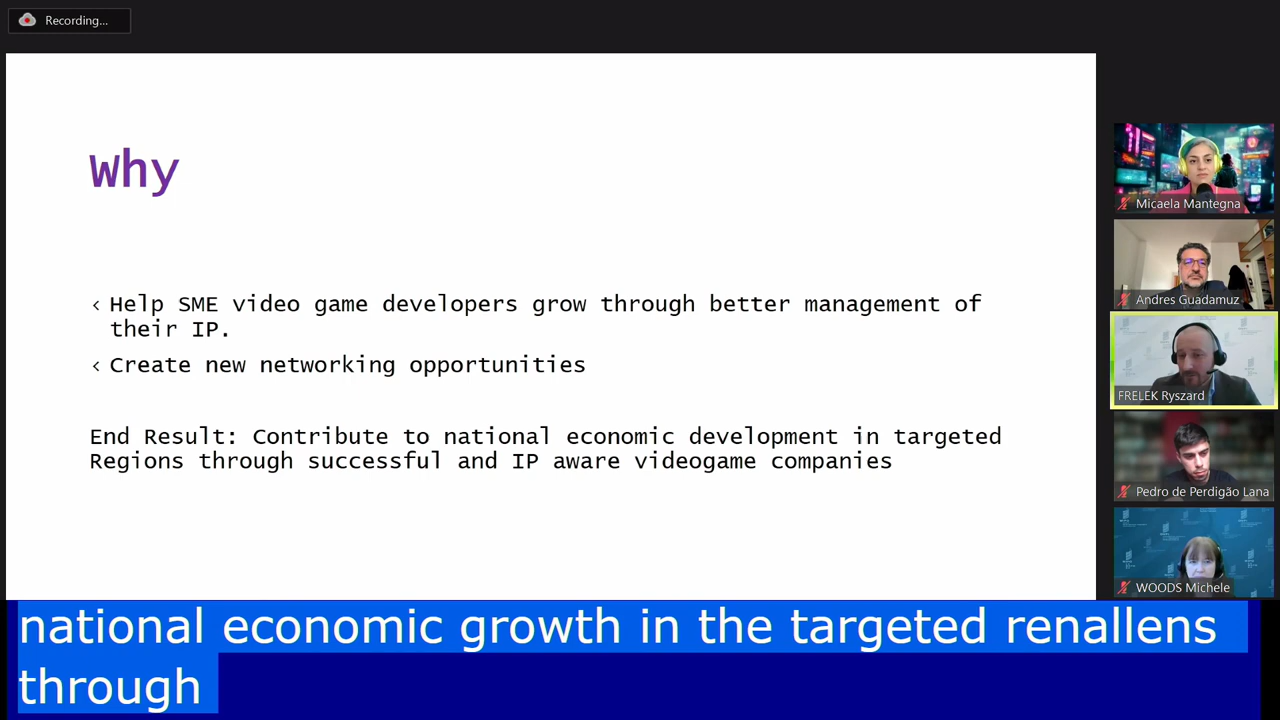 Recording...
Why
‹ Help SME video game developers grow through better management of
their IP.
‹ Create new networking opportunities
End Result: Contribute to national economic development in targeted
Regions through successful and IP aware videogame companies
Micaela Mantegna
Andres Guadamuz
FRELEK Ryszard
Pedro de Perdigão Lana
WOODS Michele
national economic growth in the targeted renallens
through